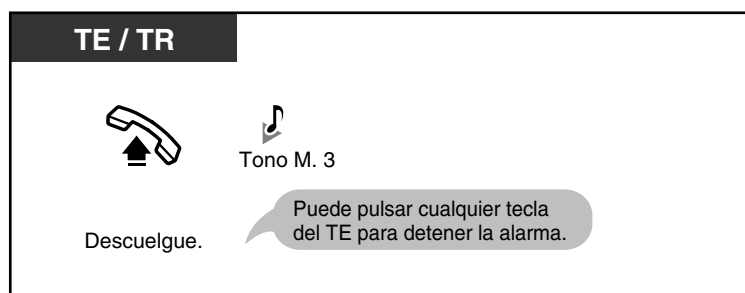 TE / TR
Tono M. 3
Descuelgue.
Puede pulsar cualquier tecla
del TE para detener la alarma.